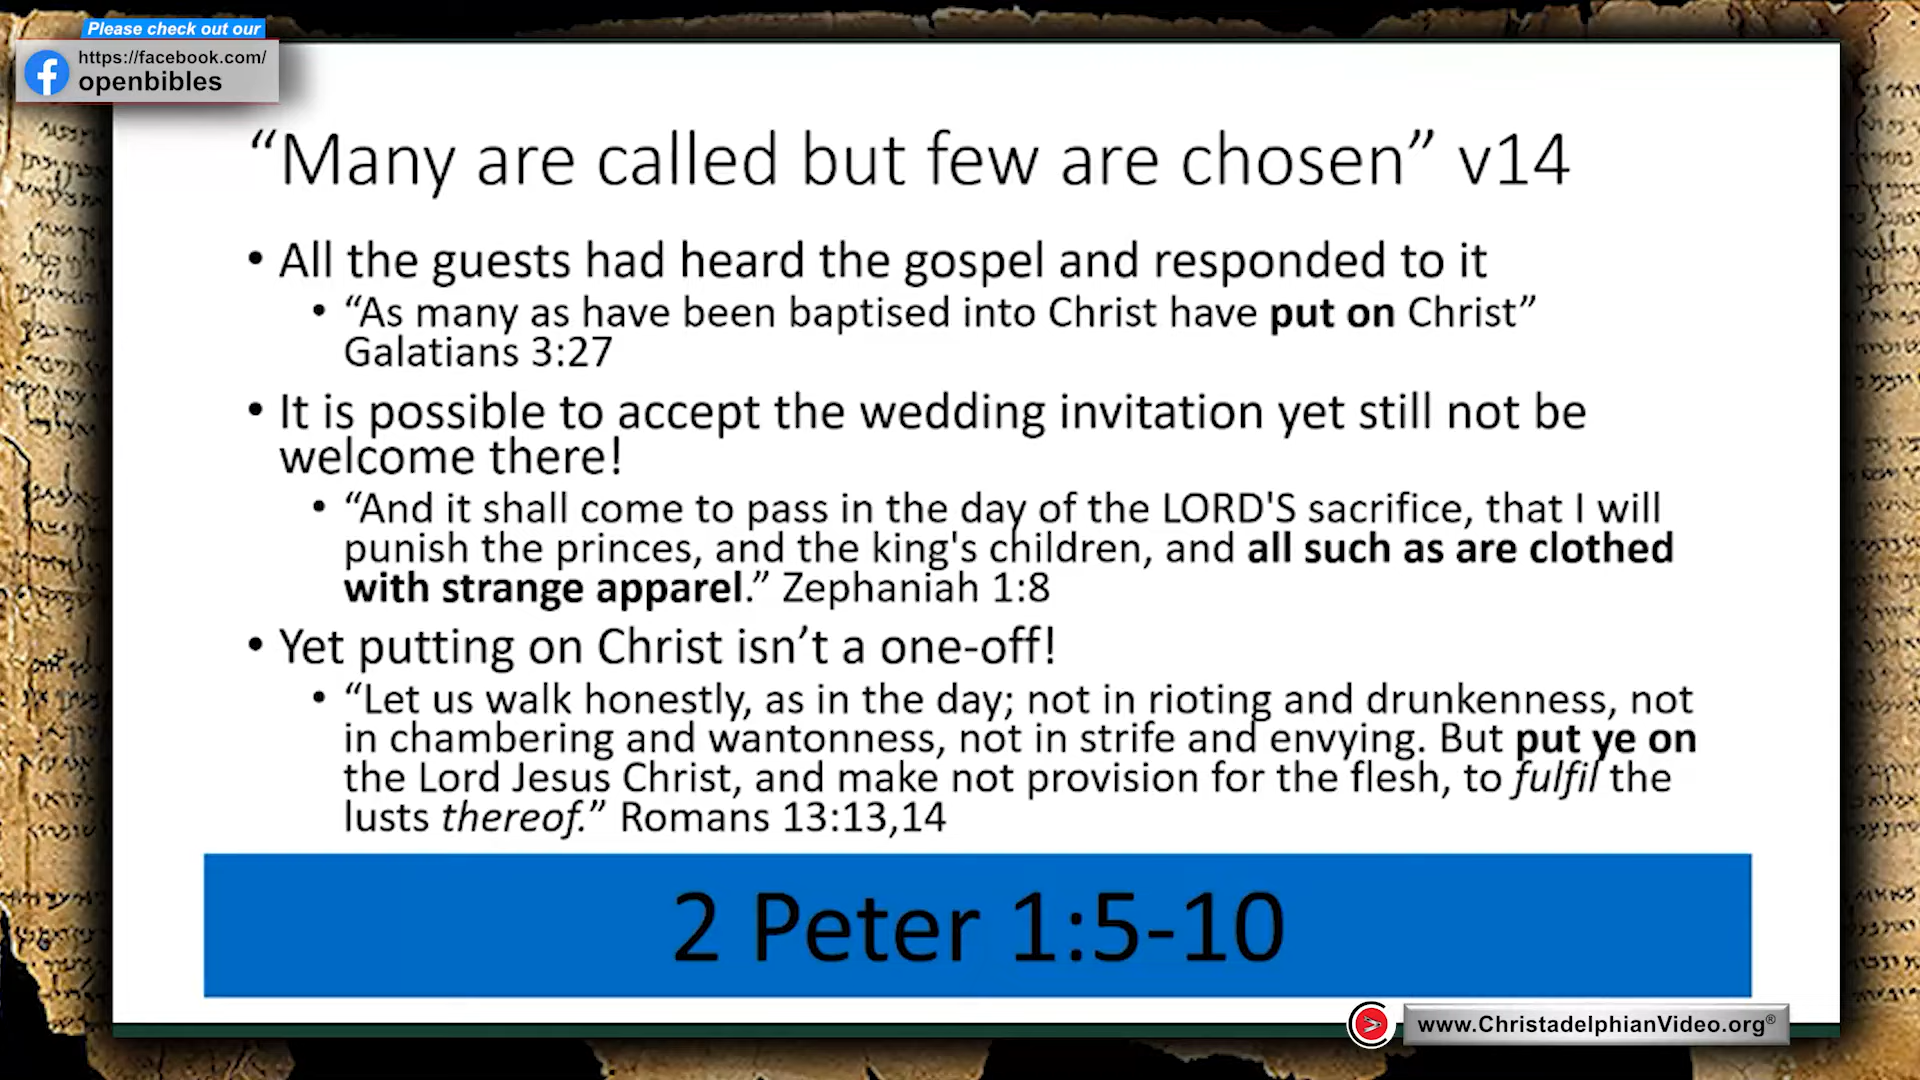 Please check out our
https://facebook.com/
openbibles
“Many are called but few are chosen” v14
• All the guests had heard the gospel and responded to it
• “As many as have been baptised into Christ have put on Christ”
Galatians 3:27
• It is possible to accept the wedding invitation yet still not be
welcome there!
• “And it shall come to pass in the day of the LORD'S sacrifice, that I will
punish the princes, and the king's children, and all such as are clothed
with strange apparel.” Zephaniah 1:8
• Yet putting on Christ isn’t a one-off!
• “Let us walk honestly, as in the day; not in rioting and drunkenness, not
in chambering and wantonness, not in strife and envying. But put ye on
the Lord Jesus Christ, and make not provision for the flesh, to fulfil the
lusts thereof.” Romans 13:13,14
2 Peter 1:5-10
www.ChristadelphianVideo.org®